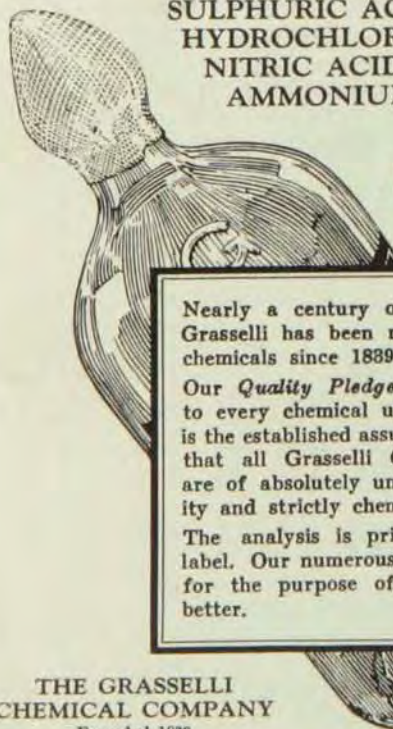 SULPHURIC AC
HYDROCHLOR
NITRIC ACID
AMMONIU
G
Nearly a century o
Grasselli has been
chemicals since 1839
Our Quality Pledge
to every chemical u
is the established assu
that all Grasselli
are of absolutely un
ity and strictly chem
The analysis is pri
label. Our numerous
for the purpose of
better.
THE GRASSELLI
CHEMICAL COMPANY